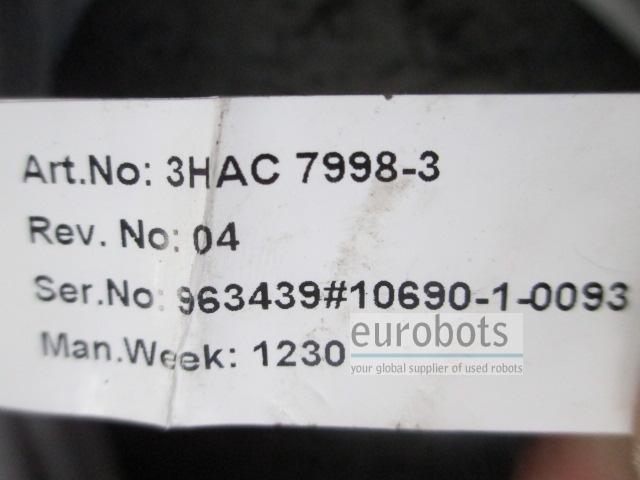 Art.No: 3HAC 7998-3
Rev. No: 04
Ser.No: 963439#10690-1-0093
Man.Week: 1230
eurobots
your global supplier of used robots